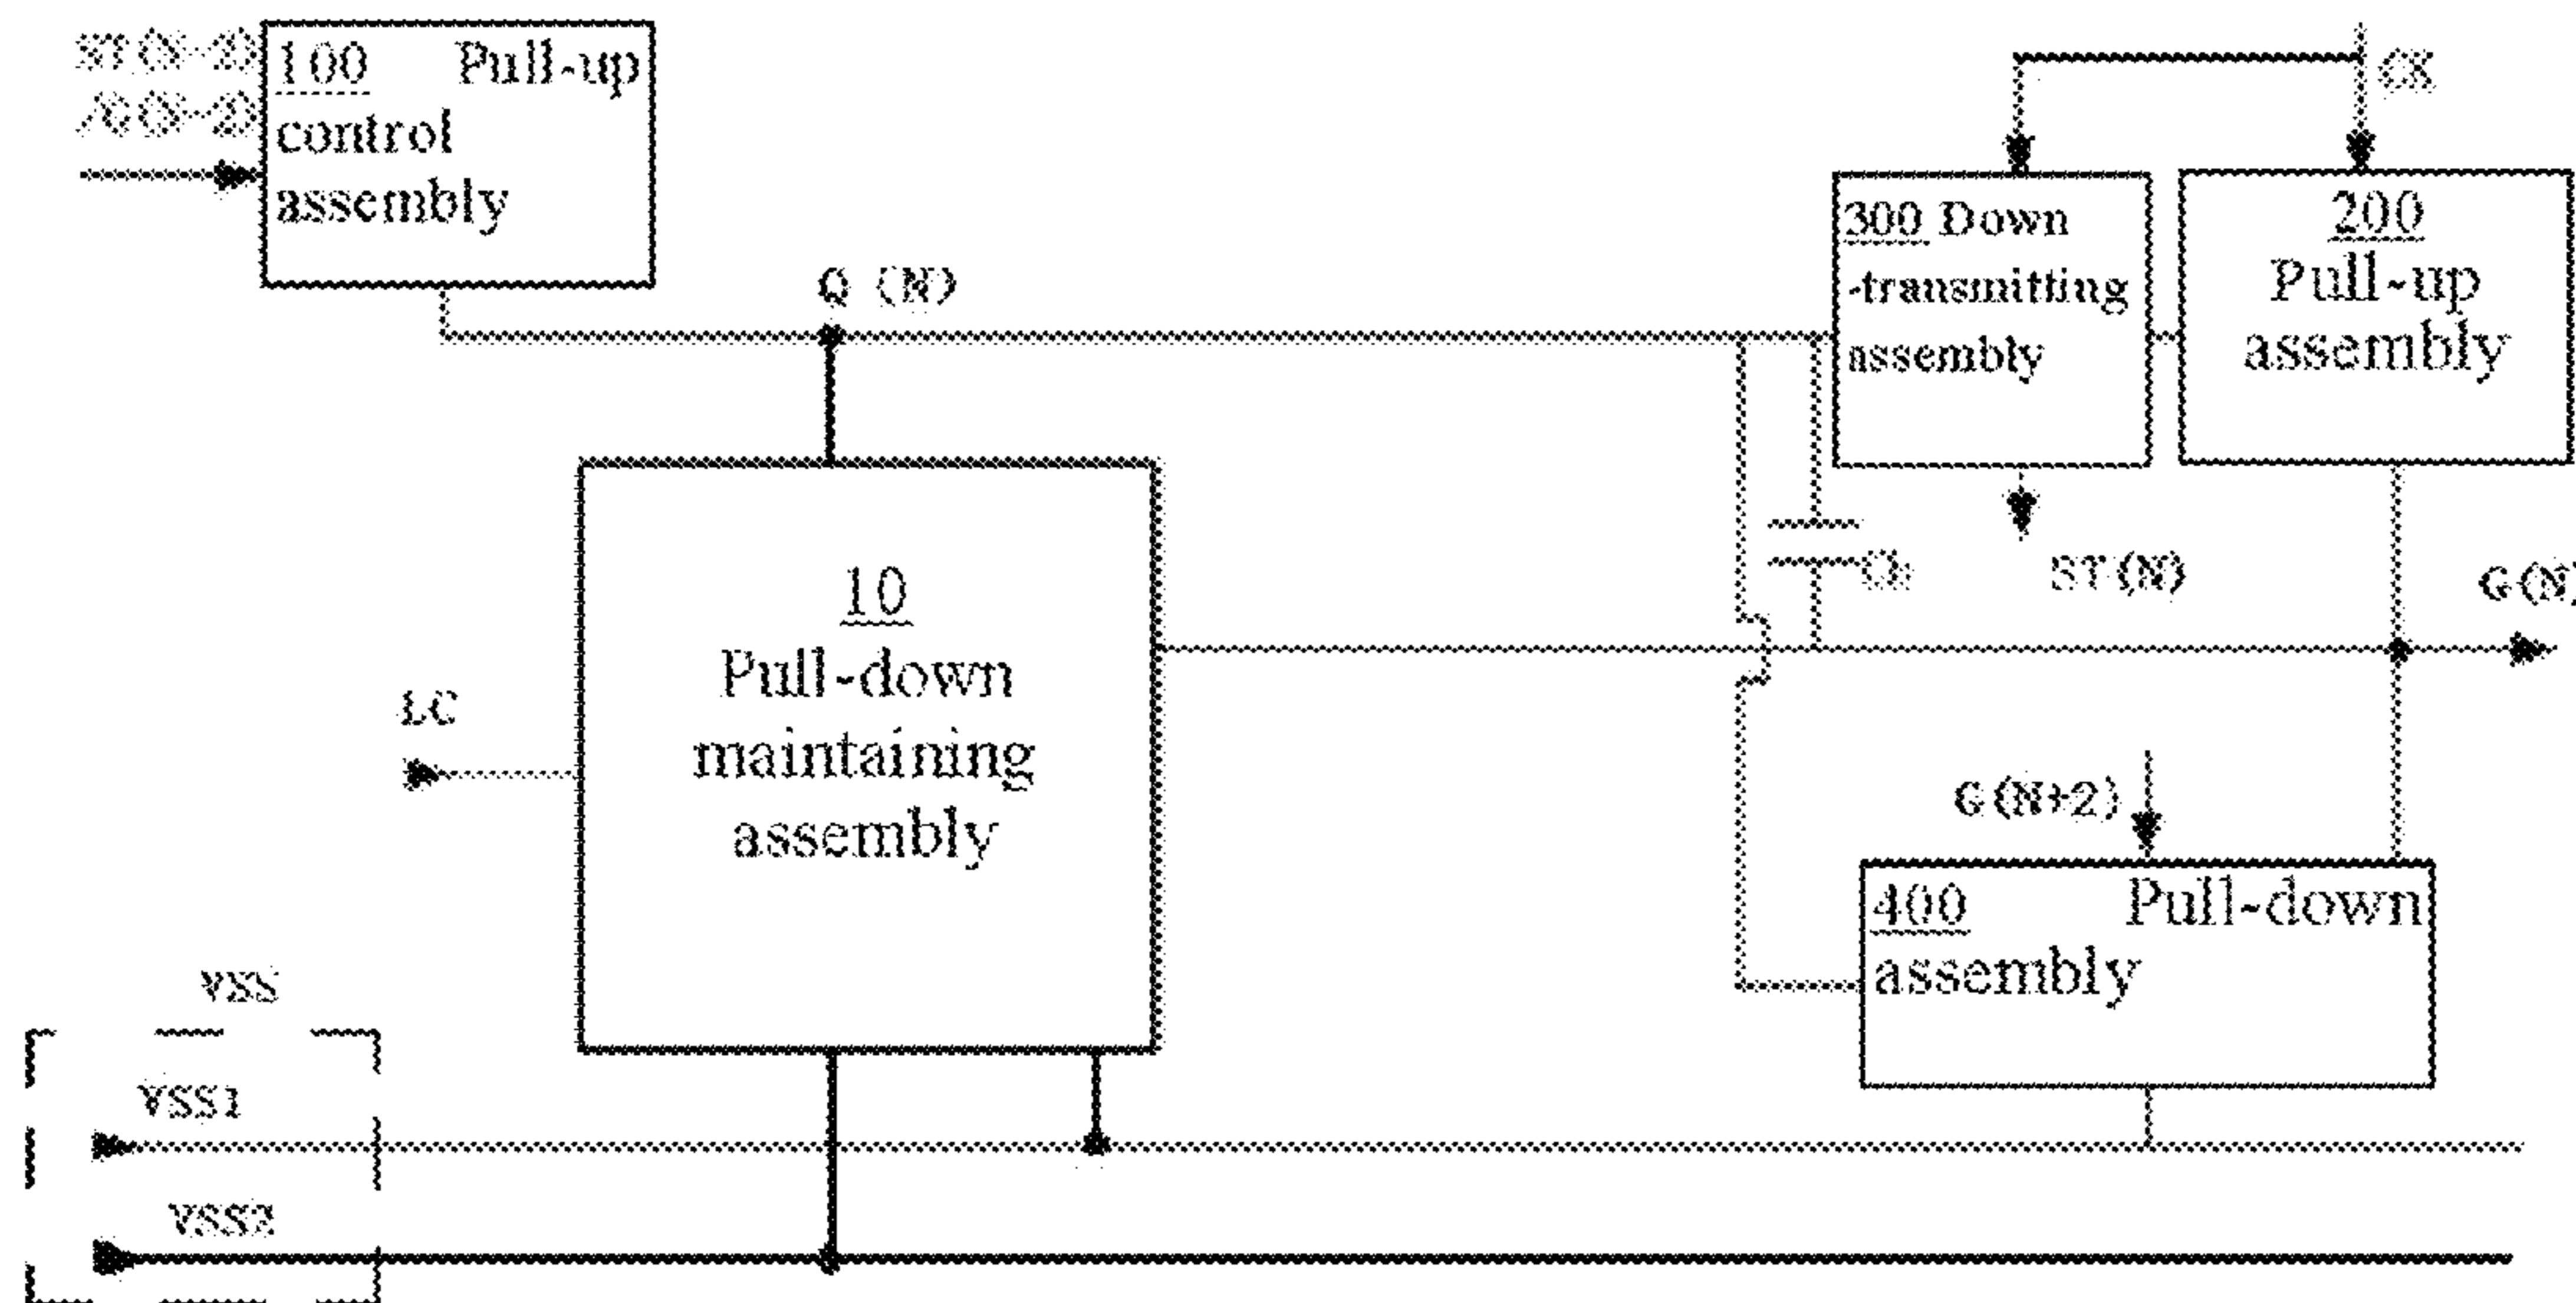 100 Pull-up
control
assembly
CK
300 Down
-transmitting
assembly
200
Pull-up
assembly
Q (N)
10
Pull-down
maintaining
assembly
ST(N)
G(N)
LC
G(N+2)
400 Pull-down
assembly
VSS
VSS1
VSS2